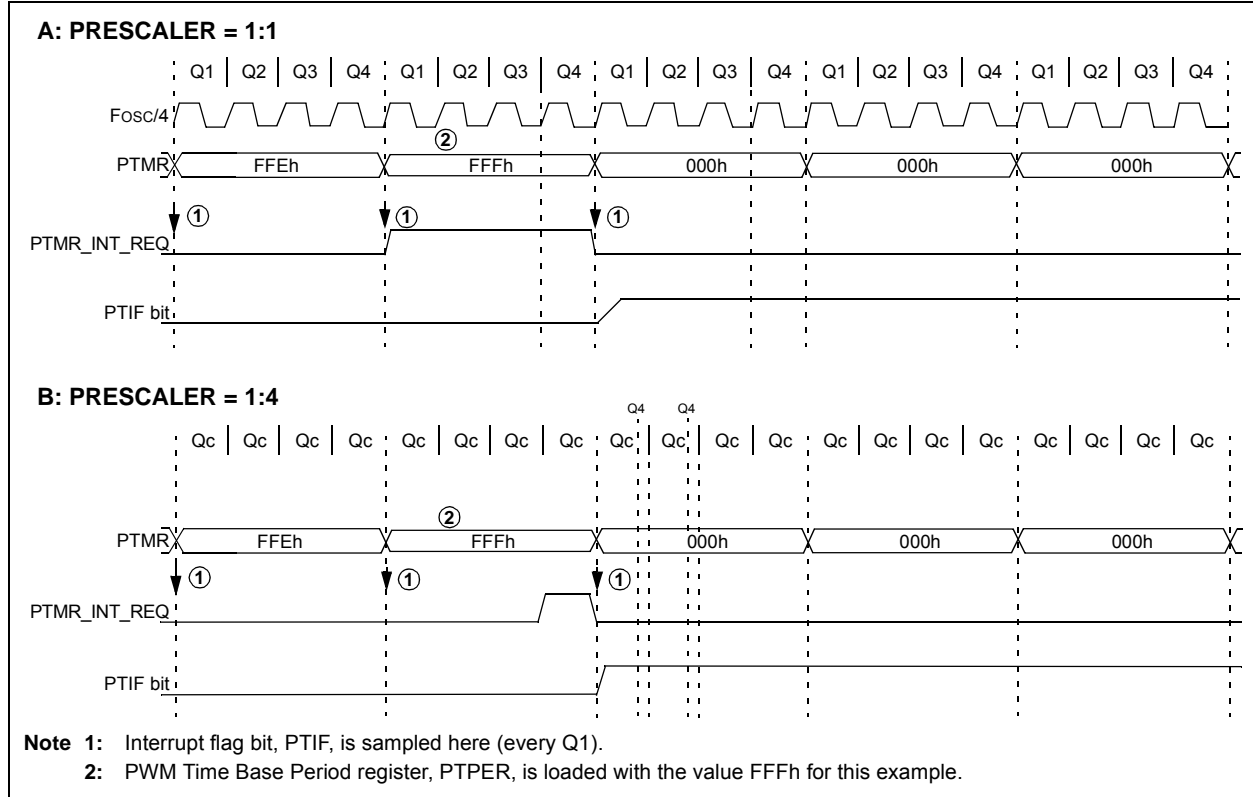 A: PRESCALER = 1:1
Q1 Q2 Q3 Q4 Q1 Q2 Q3 Q4 Q1 Q2 Q3 Q4 Q1 Q2 Q3 Q4 Q1 Q2 Q3 Q4
FOSC/4
2
PTMR FFEh FFFh 000h 000h 000h
1 1 1
PTMR_INT_REQ
PTIF bit
B: PRESCALER = 1:4
Q4 Q4
Qc Qc Qc Qc Qc Qc Qc Qc Qc Qc Qc Qc Qc Qc Qc Qc Qc Qc Qc Qc
2
PTMR FFEh FFFh 000h 000h 000h
1 1 1
PTMR_INT_REQ
PTIF bit
Note 1: Interrupt flag bit, PTIF, is sampled here (every Q1).
2: PWM Time Base Period register, PTPER, is loaded with the value FFFh for this example.